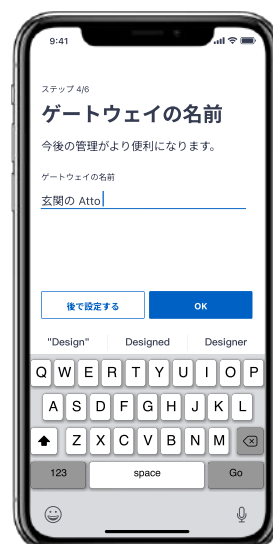 9:41
ステップ 4/6
ゲートウェイの名前
今後の管理がより便利になります。
ゲートウェイの名前
玄関の Atto
後で設定する OK
"Design" Designed Designer
Q W E R T Y U I O P
A S D F G H J K L
Z X C V B N M
123 space Go